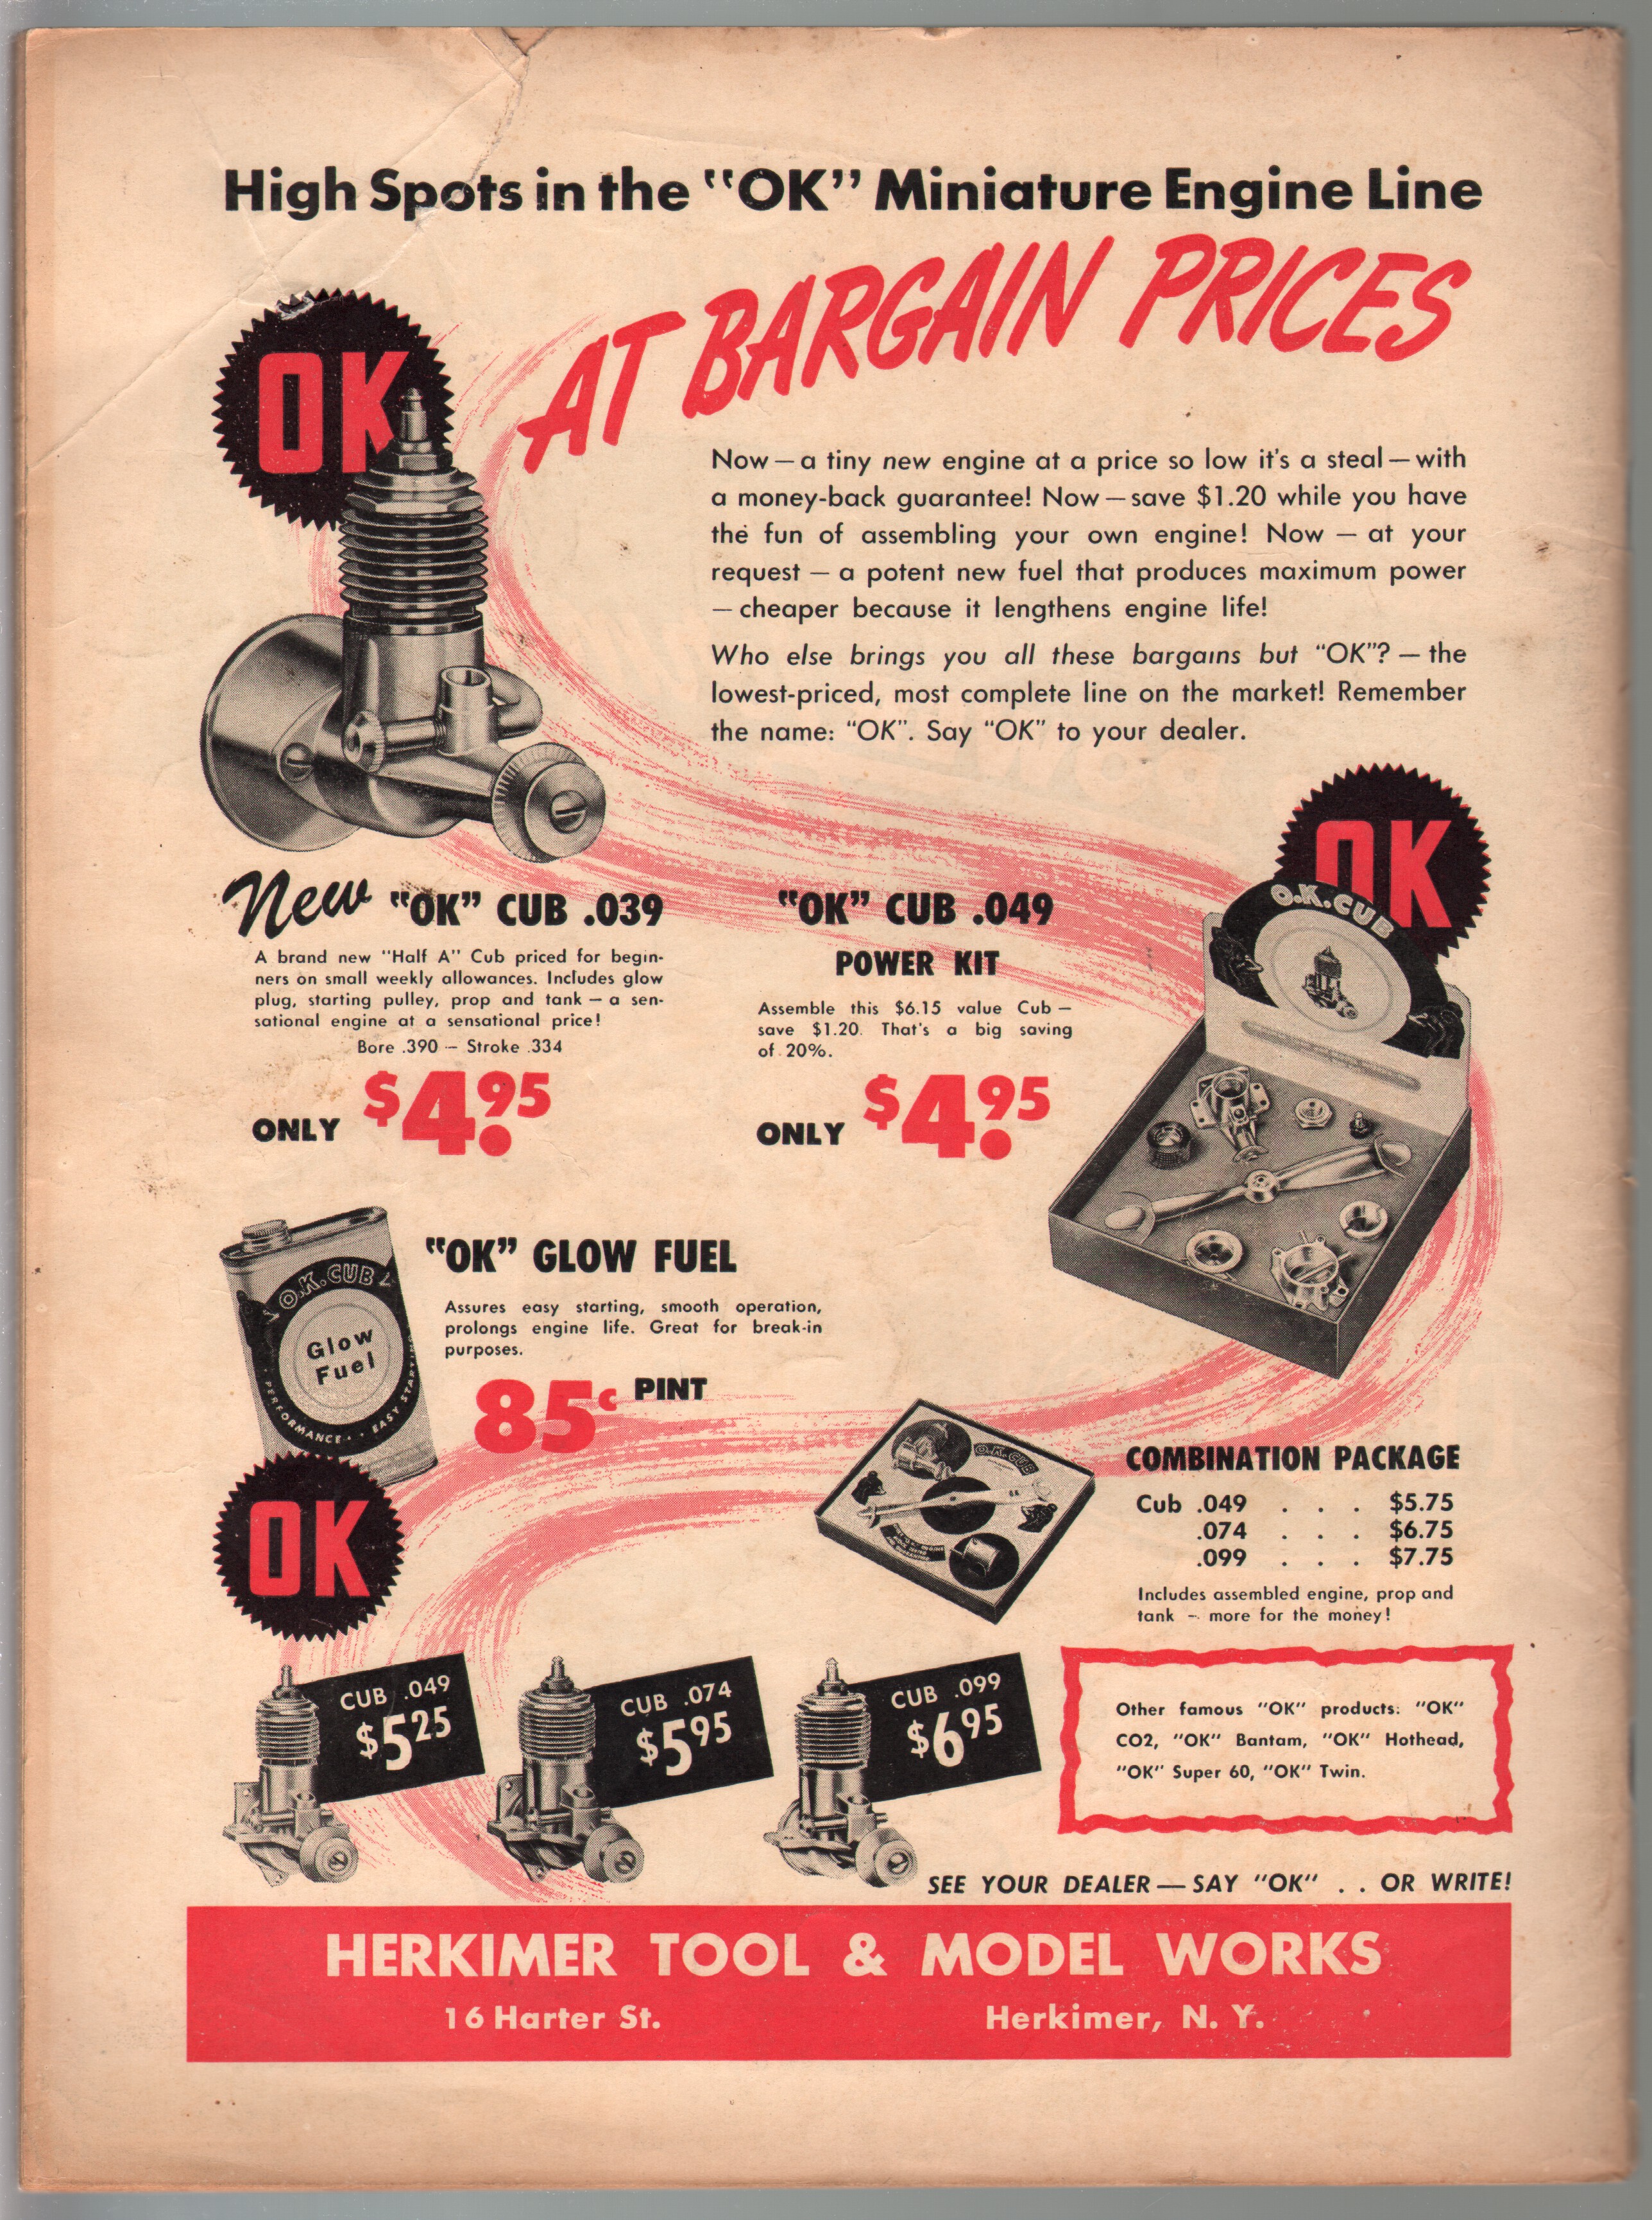 High Spots in the "OK" Miniature Engine Line
AT BARGAIN PRICES
OK
Now — a tiny new engine at a price so low it's a steal — with
a money-back guarantee! Now — save $1.20 while you have
the fun of assembling your own engine! Now — at your
request — a potent new fuel that produces maximum power
— cheaper because it lengthens engine life!
Who else brings you all these bargains but "OK"? — the
lowest-priced, most complete line on the market! Remember
the name: "OK". Say "OK" to your dealer.
New "OK" CUB .039
A brand new "Half A" Cub priced for begin-
ners on small weekly allowances. Includes glow
plug, starting pulley, prop and tank — a sen-
sational engine at a sensational price!
Bore .390 — Stroke .334
ONLY $4.95
"OK" CUB .049
POWER KIT
Assemble this $6.15 value Cub —
save $1.20. That's a big saving
of 20%.
ONLY $4.95
OK
O.K. CUB
O.K. CUB
Glow
Fuel
PERFORMANCE · · EASY STARTIN
OK
"OK" GLOW FUEL
Assures easy starting, smooth operation,
prolongs engine life. Great for break-in
purposes.
85c PINT
O.K. CUB
COMBINATION PACKAGE
Cub .049 . . . $5.75
.074 . . . $6.75
.099 . . . $7.75
Includes assembled engine, prop and
tank — more for the money!
CUB .049
$5 25
CUB .074
$5 95
CUB .099
$6 95
Other famous "OK" products: "OK"
CO2, "OK" Bantam, "OK" Hothead,
"OK" Super 60, "OK" Twin.
SEE YOUR DEALER — SAY "OK" . . OR WRITE!
HERKIMER TOOL & MODEL WORKS
16 Harter St. Herkimer, N. Y.